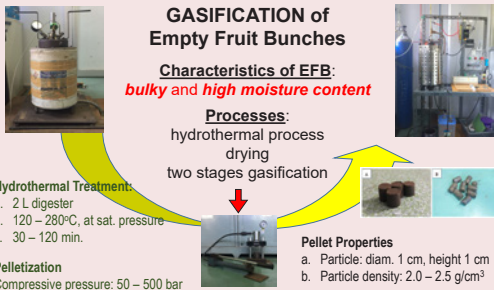 GASIFICATION of
Empty Fruit Bunches
Characteristics of EFB:
bulky and high moisture content
Processes:
hydrothermal process
drying
two stages gasification
Hydrothermal Treatment:
. 2 L digester
. 120 – 280ºC, at sat. pressure
. 30 – 120 min.
Pelletization
Compressive pressure: 50 – 500 bar
a
b
Pellet Properties
a. Particle: diam. 1 cm, height 1 cm
b. Particle density: 2.0 – 2.5 g/cm³